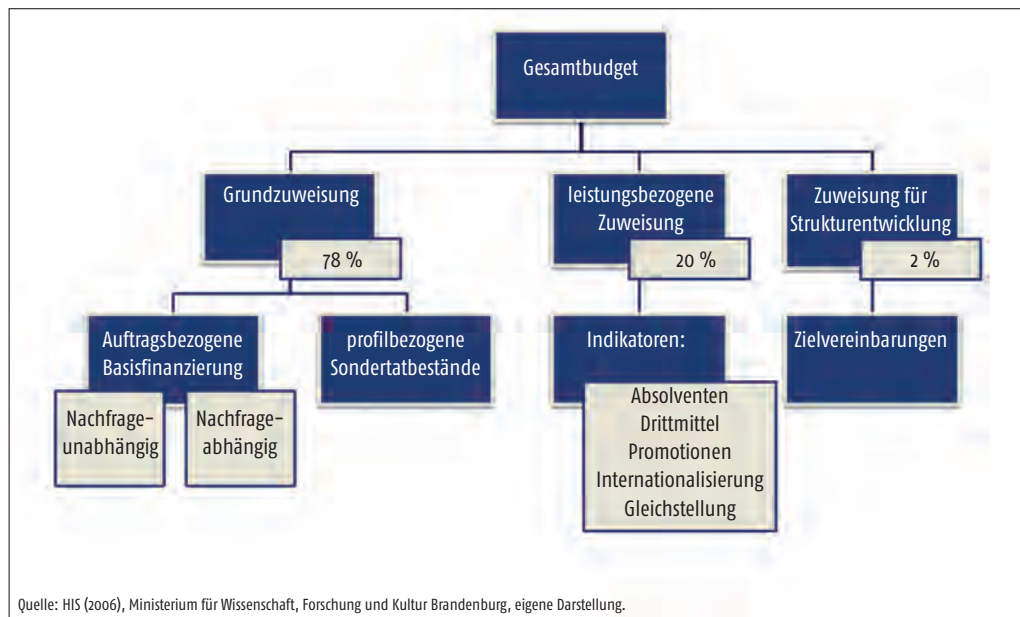 Gesamtbudget
Grundzuweisung
78 %
leistungsbezogene
Zuweisung
20 %
Zuweisung für
Strukturentwicklung
2 %
Auftragsbezogene
Basisfinanzierung
Nachfrage-
unabhängig
Nachfrage-
abhängig
profilbezogene
Sondertatbestände
Indikatoren:
Absolventen
Drittmittel
Promotionen
Internationalisierung
Gleichstellung
Zielvereinbarungen
Quelle: HIS (2006), Ministerium für Wissenschaft, Forschung und Kultur Brandenburg, eigene Darstellung.